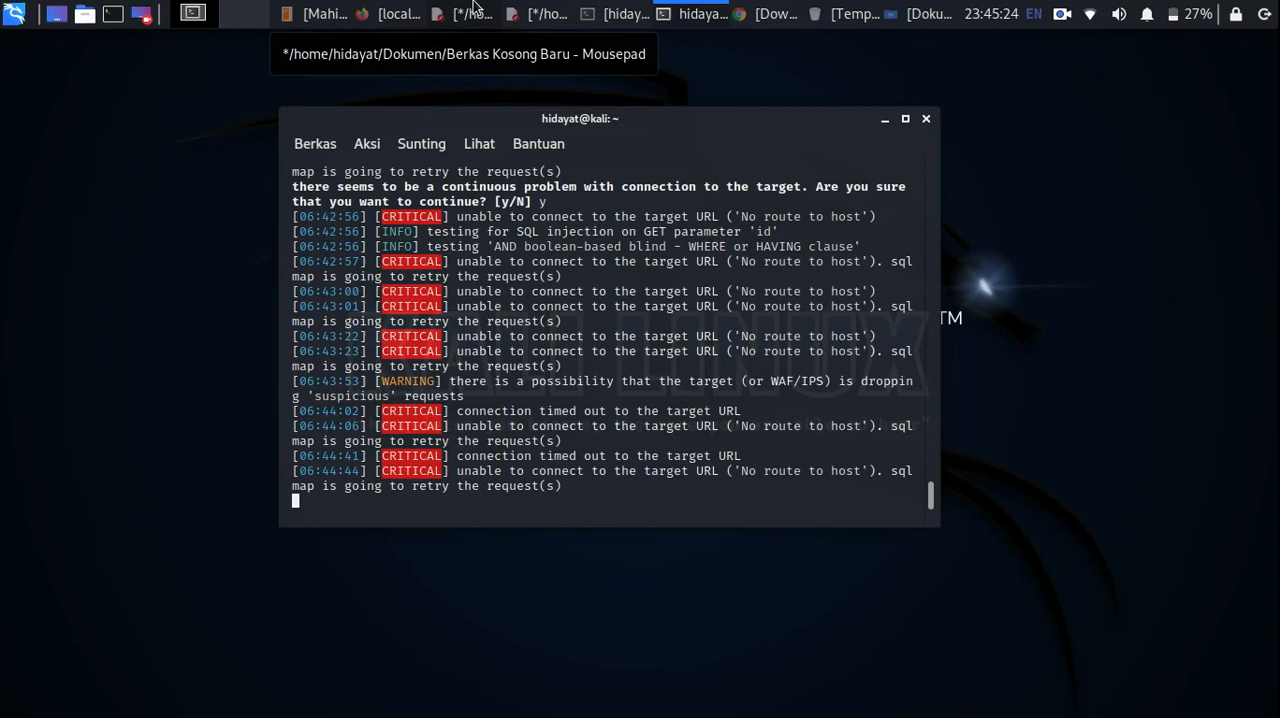 [Mahi...
[local...
[*/ho...
[*/ho...
[hiday...
hidaya...
[Dow...
[Temp...
[Doku...
23:45:24
EN
27%
*/home/hidayat/Dokumen/Berkas Kosong Baru - Mousepad
hidayat@kali: ~
Berkas Aksi Sunting Lihat Bantuan
map is going to retry the request(s)
there seems to be a continuous problem with connection to the target. Are you sure
that you want to continue? [y/N] y
[06:42:56] [CRITICAL] unable to connect to the target URL ('No route to host')
[06:42:56] [INFO] testing for SQL injection on GET parameter 'id'
[06:42:56] [INFO] testing 'AND boolean-based blind - WHERE or HAVING clause'
[06:42:57] [CRITICAL] unable to connect to the target URL ('No route to host'). sql
map is going to retry the request(s)
[06:43:00] [CRITICAL] unable to connect to the target URL ('No route to host')
[06:43:01] [CRITICAL] unable to connect to the target URL ('No route to host'). sql
map is going to retry the request(s)
[06:43:22] [CRITICAL] unable to connect to the target URL ('No route to host')
[06:43:23] [CRITICAL] unable to connect to the target URL ('No route to host'). sql
map is going to retry the request(s)
[06:43:53] [WARNING] there is a possibility that the target (or WAF/IPS) is droppin
g 'suspicious' requests
[06:44:02] [CRITICAL] connection timed out to the target URL
[06:44:06] [CRITICAL] unable to connect to the target URL ('No route to host'). sql
map is going to retry the request(s)
[06:44:41] [CRITICAL] connection timed out to the target URL
[06:44:44] [CRITICAL] unable to connect to the target URL ('No route to host'). sql
map is going to retry the request(s)
KALI LINUX
TM